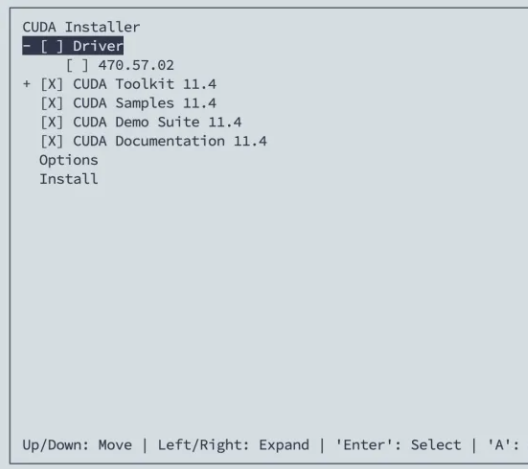 CUDA Installer
- [ ] Driver
[ ] 470.57.02
+ [X] CUDA Toolkit 11.4
[X] CUDA Samples 11.4
[X] CUDA Demo Suite 11.4
[X] CUDA Documentation 11.4
Options
Install
Up/Down: Move | Left/Right: Expand | 'Enter': Select | 'A':